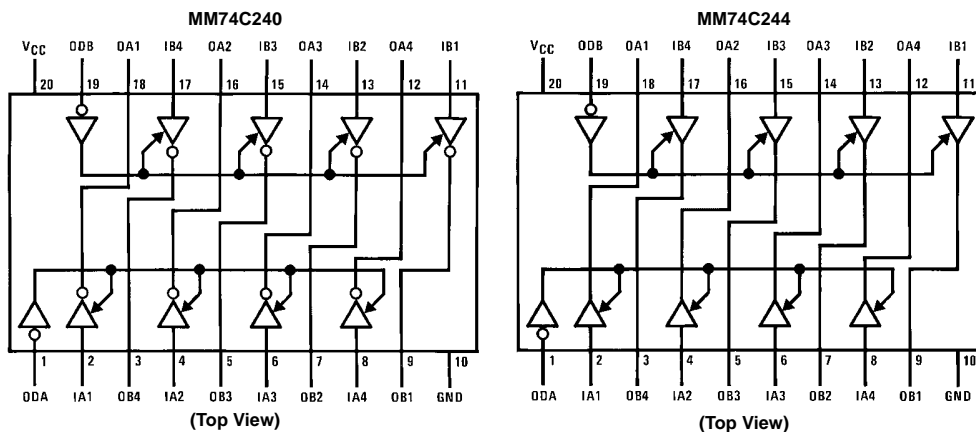 MM74C240 MM74C244
VCC ODB OA1 IB4 OA2 IB3 OA3 IB2 OA4 IB1 VCC ODB OA1 IB4 OA2 IB3 OA3 IB2 OA4 IB1
20 19 18 17 16 15 14 13 12 11 20 19 18 17 16 15 14 13 12 11
1 2 3 4 5 6 7 8 9 10 1 2 3 4 5 6 7 8 9 10
ODA IA1 OB4 IA2 OB3 IA3 OB2 IA4 OB1 GND ODA IA1 OB4 IA2 OB3 IA3 OB2 IA4 OB1 GND
(Top View) (Top View)